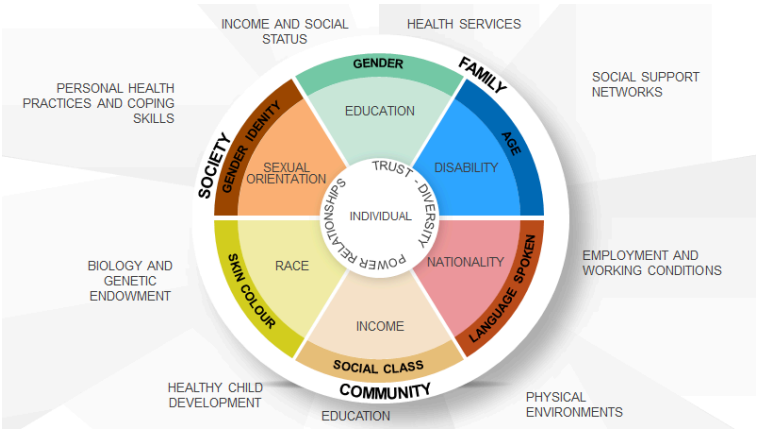 INCOME AND SOCIAL
STATUS
HEALTH SERVICES
PERSONAL HEALTH
PRACTICES AND COPING
SKILLS
SOCIAL SUPPORT
NETWORKS
BIOLOGY AND
GENETIC
ENDOWMENT
EMPLOYMENT AND
WORKING CONDITIONS
HEALTHY CHILD
DEVELOPMENT
EDUCATION
PHYSICAL
ENVIRONMENTS
SOCIETY
FAMILY
COMMUNITY
GENDER
EDUCATION
AGE
DISABILITY
LANGUAGE SPOKEN
NATIONALITY
SOCIAL CLASS
INCOME
SKIN COLOUR
RACE
GENDER IDENITY
SEXUAL
ORIENTATION
TRUST - DIVERSITY
POWER RELATIONSHIPS
INDIVIDUAL